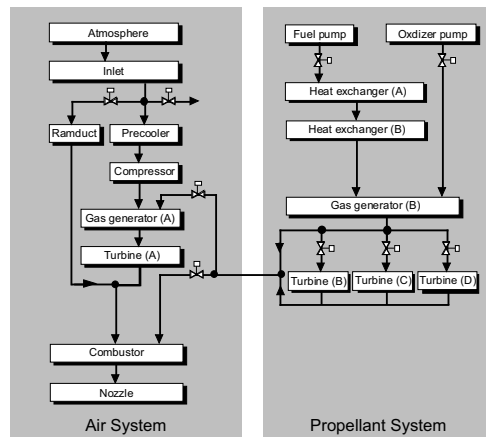 Atmosphere
Inlet
Ramduct
Precooler
Compressor
Gas generator (A)
Turbine (A)
Combustor
Nozzle
Air System
Fuel pump
Oxdizer pump
Heat exchanger (A)
Heat exchanger (B)
Gas generator (B)
Turbine (B)
Turbine (C)
Turbine (D)
Propellant System